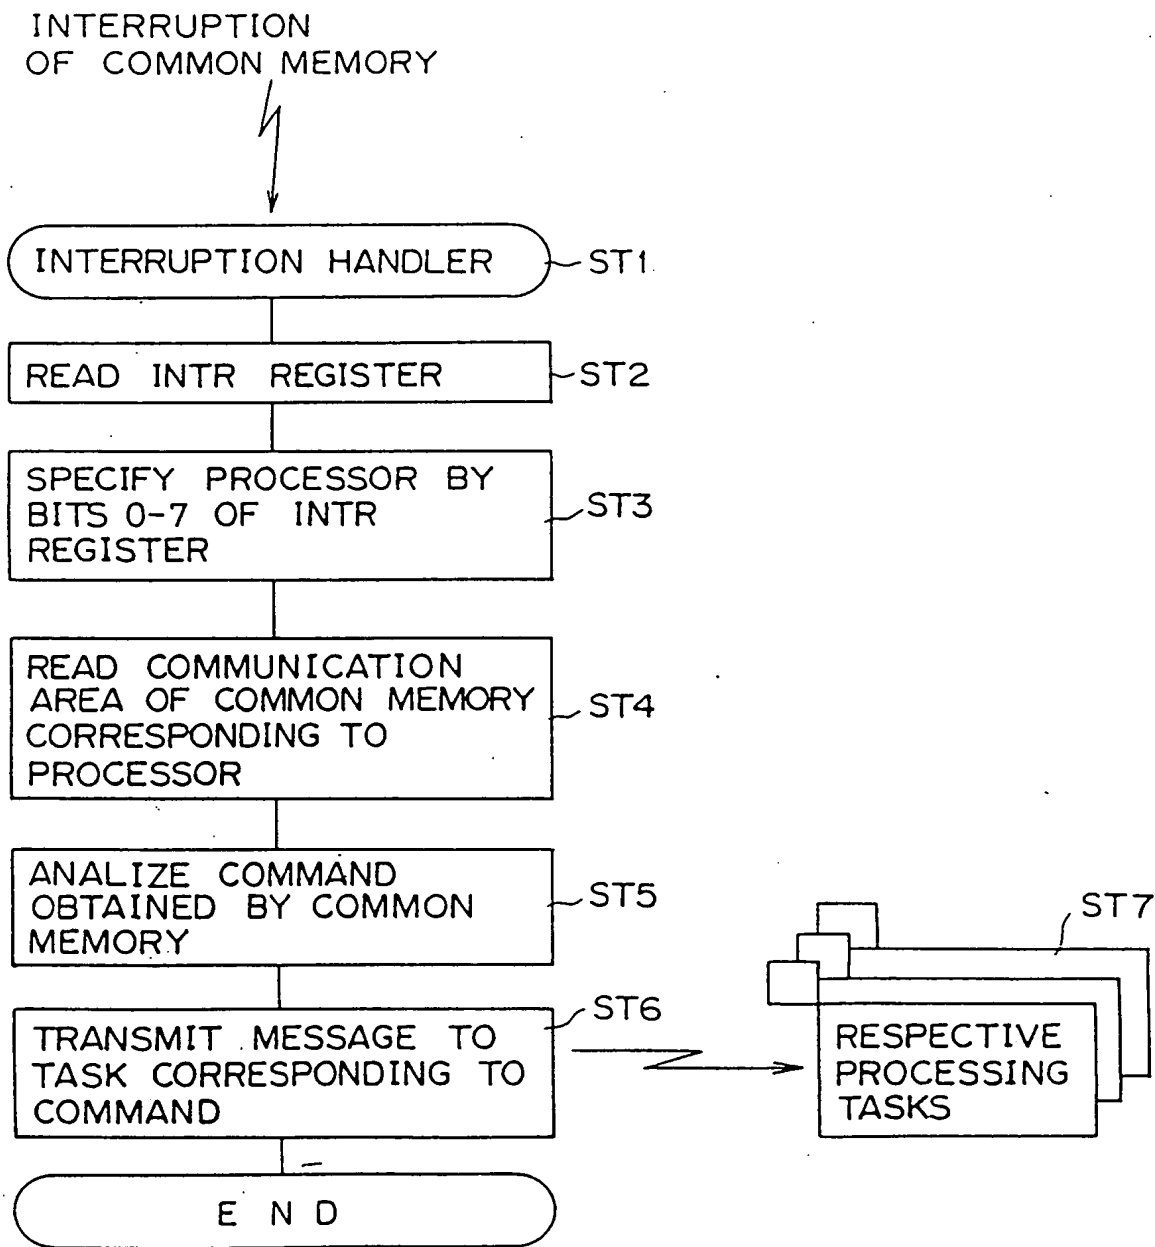 INTERRUPTION
OF COMMON MEMORY
INTERRUPTION HANDLER
ST1
READ INTR REGISTER
ST2
SPECIFY PROCESSOR BY
BITS 0-7 OF INTR
REGISTER
ST3
READ COMMUNICATION
AREA OF COMMON MEMORY
CORRESPONDING TO
PROCESSOR
ST4
ANALIZE COMMAND
OBTAINED BY COMMON
MEMORY
ST5
TRANSMIT MESSAGE TO
TASK CORRESPONDING TO
COMMAND
ST6
ST7
RESPECTIVE
PROCESSING
TASKS
END